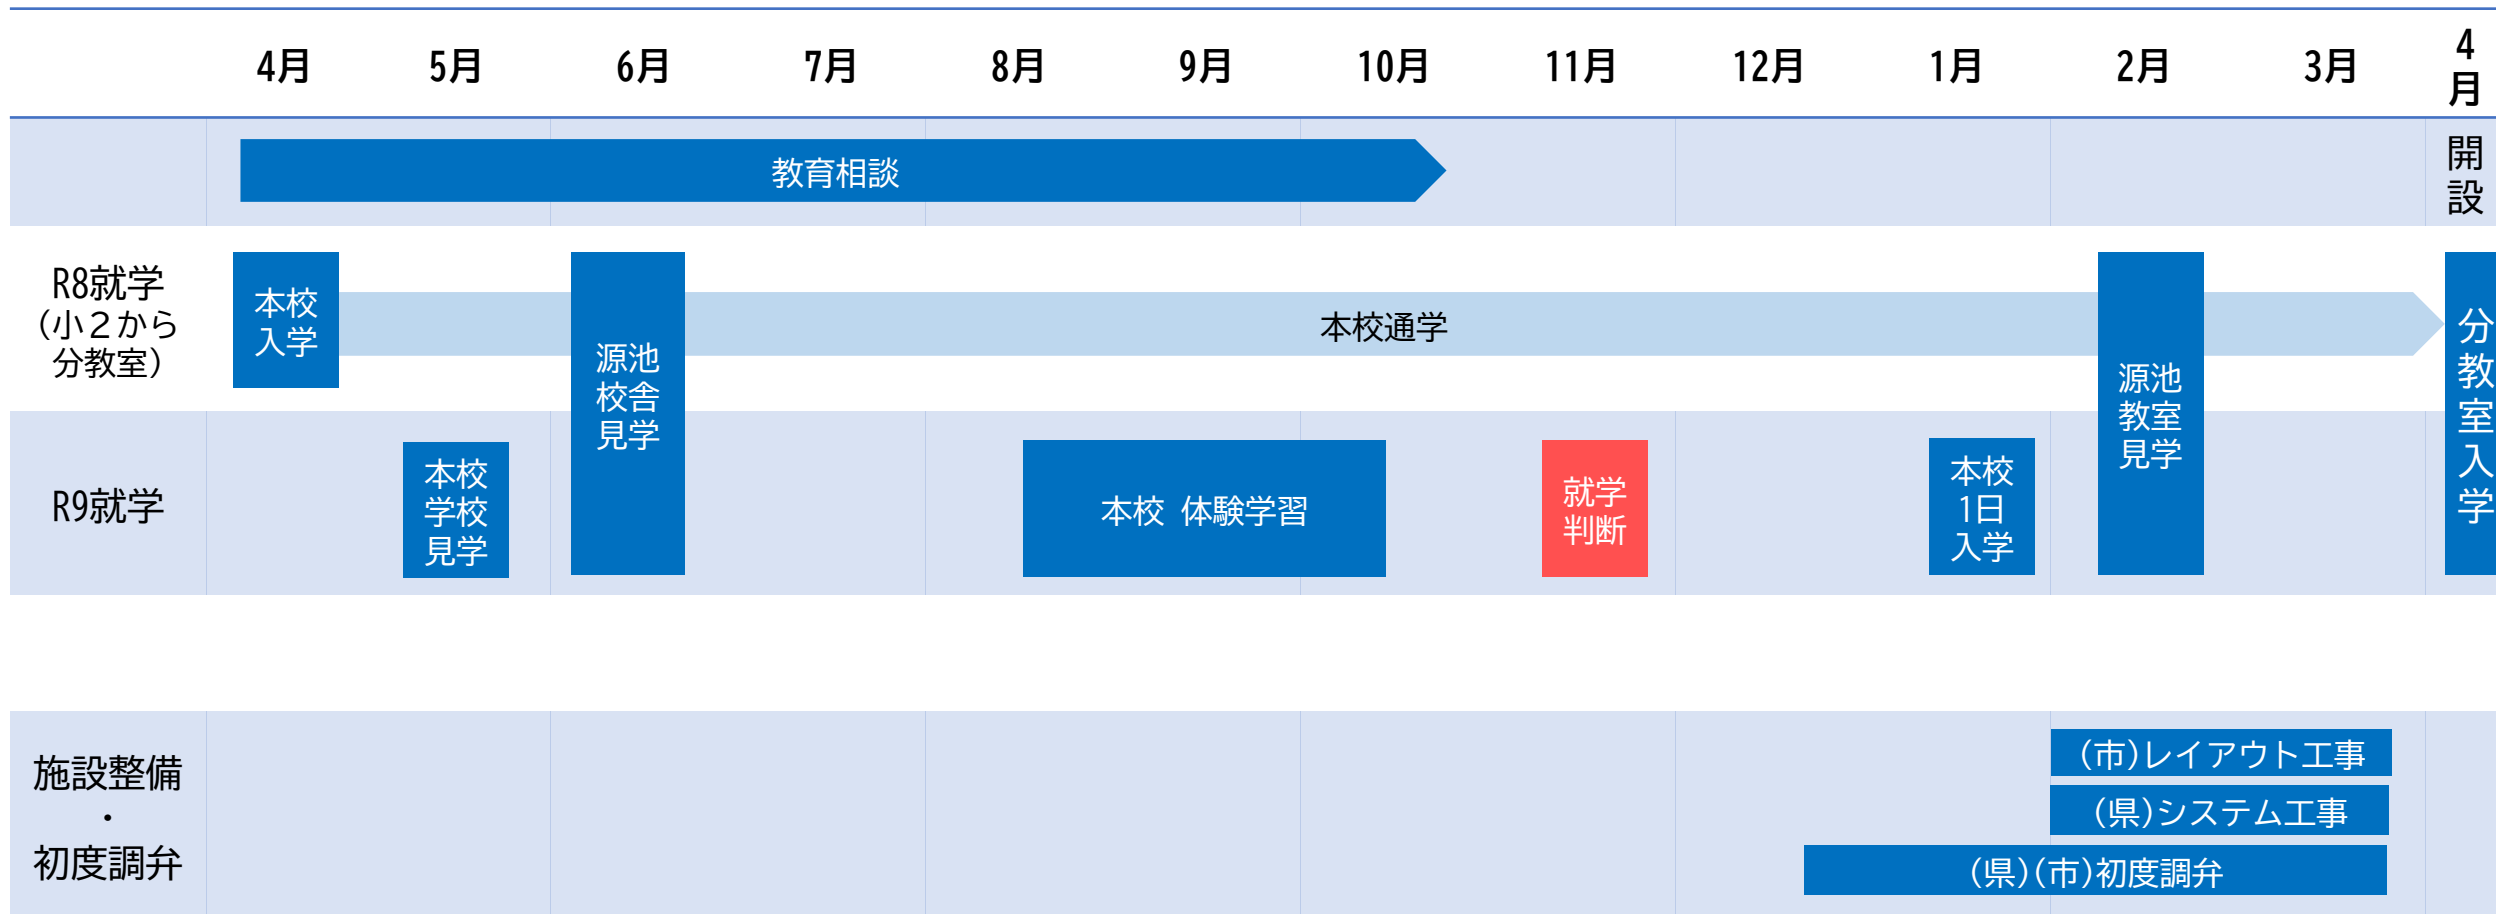 4月 5月 6月 7月 8月 9月 10月 11月 12月 1月 2月 3月 4
月
教育相談
開
設
R8就学
(小２から
分教室)
本校
入学
源池
校舎
見学
本校通学
源池
教室
見学
分
教
室
入
学
R9就学
本校
学校
見学
本校 体験学習
就学
判断
本校
1日
入学
施設整備
・
初度調弁
(市)レイアウト工事
(県)システム工事
(県)(市)初度調弁